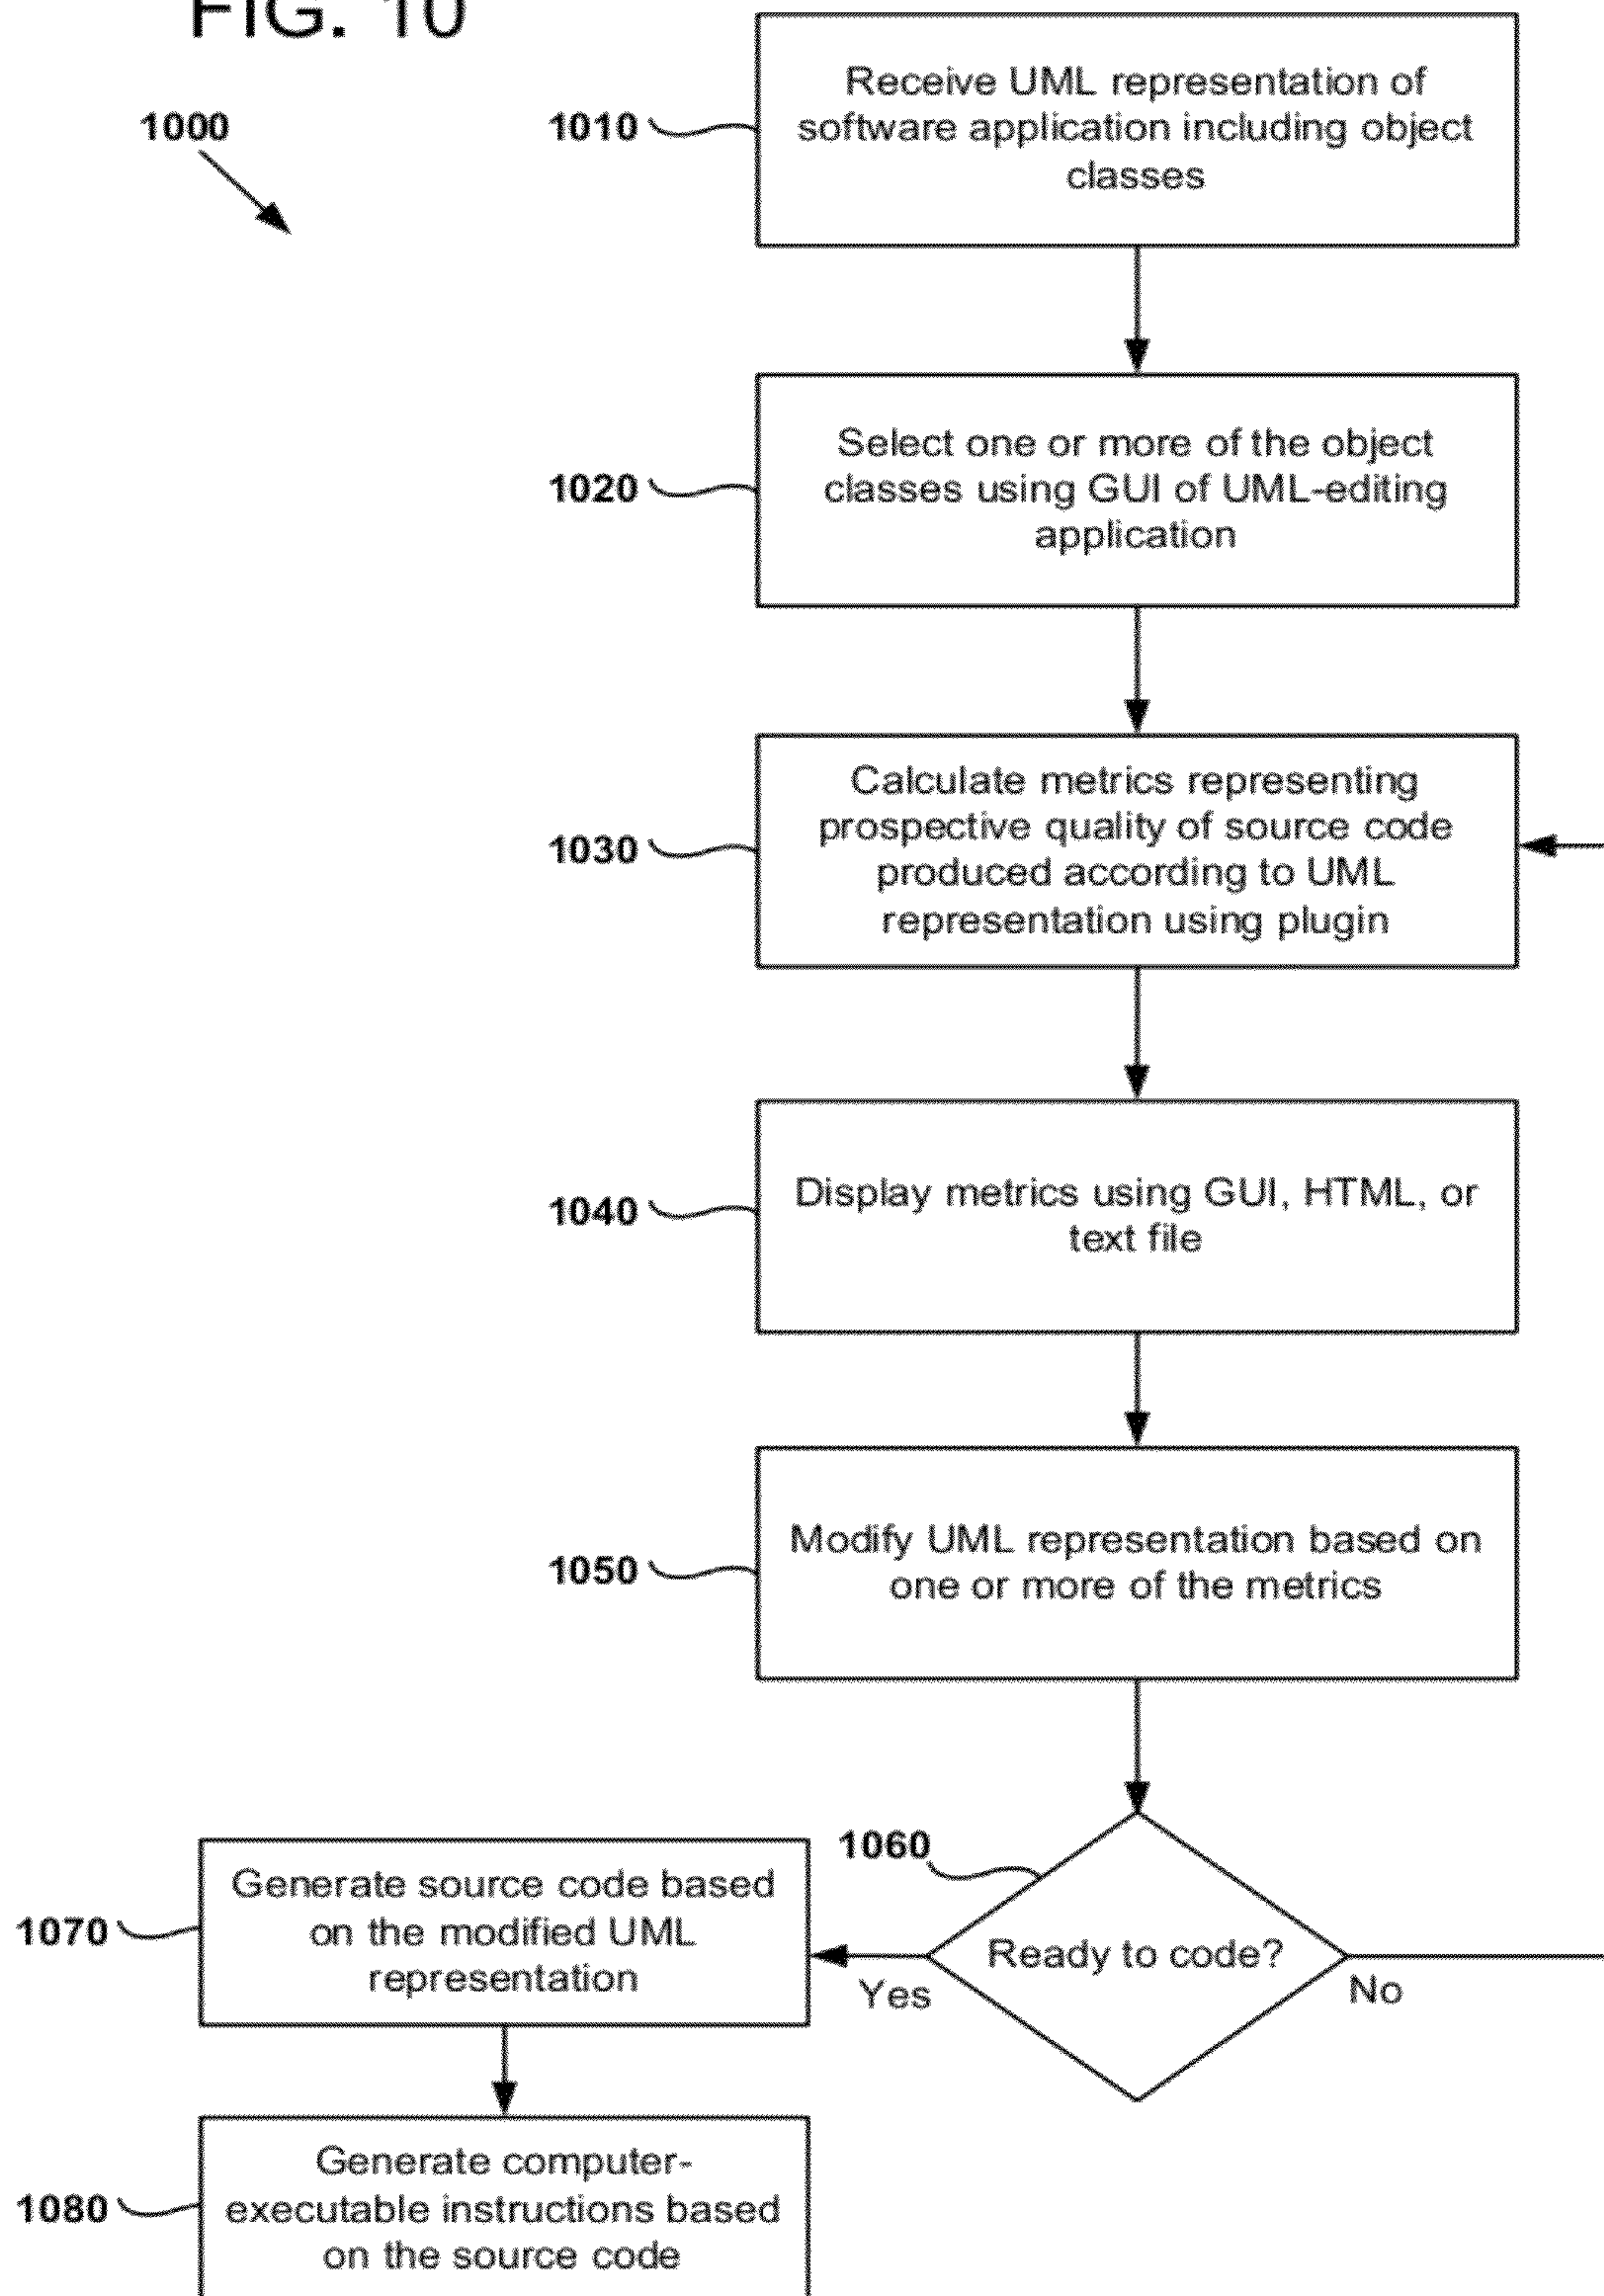 FIG. 10
1000
1010
Receive UML representation of
software application including object
classes
1020
Select one or more of the object
classes using GUI of UML-editing
application
1030
Calculate metrics representing
prospective quality of source code
produced according to UML
representation using plugin
1040
Display metrics using GUI, HTML, or
text file
1050
Modify UML representation based on
one or more of the metrics
1060
Ready to code?
Yes
No
1070
Generate source code based
on the modified UML
representation
1080
Generate computer-
executable instructions based
on the source code